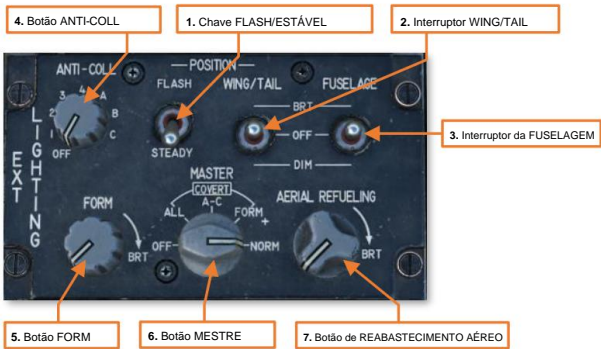 4. Botão ANTI-COLL
1. Chave FLASH/ESTÁVEL
2. Interruptor WING/TAIL
ANTI-COLL
POSITION
FLASH
WING/TAIL
FUSELAGE
3
4
A
2
B
1
C
OFF
BRT
OFF
DIM
STEADY
3. Interruptor da FUSELAGEM
EXT
LIGHTING
MASTER
COVERT
A-C
ALL
FORM
+
OFF
NORM
FORM
BRT
AERIAL REFUELING
BRT
5. Botão FORM
6. Botão MESTRE
7. Botão de REABASTECIMENTO AÉREO